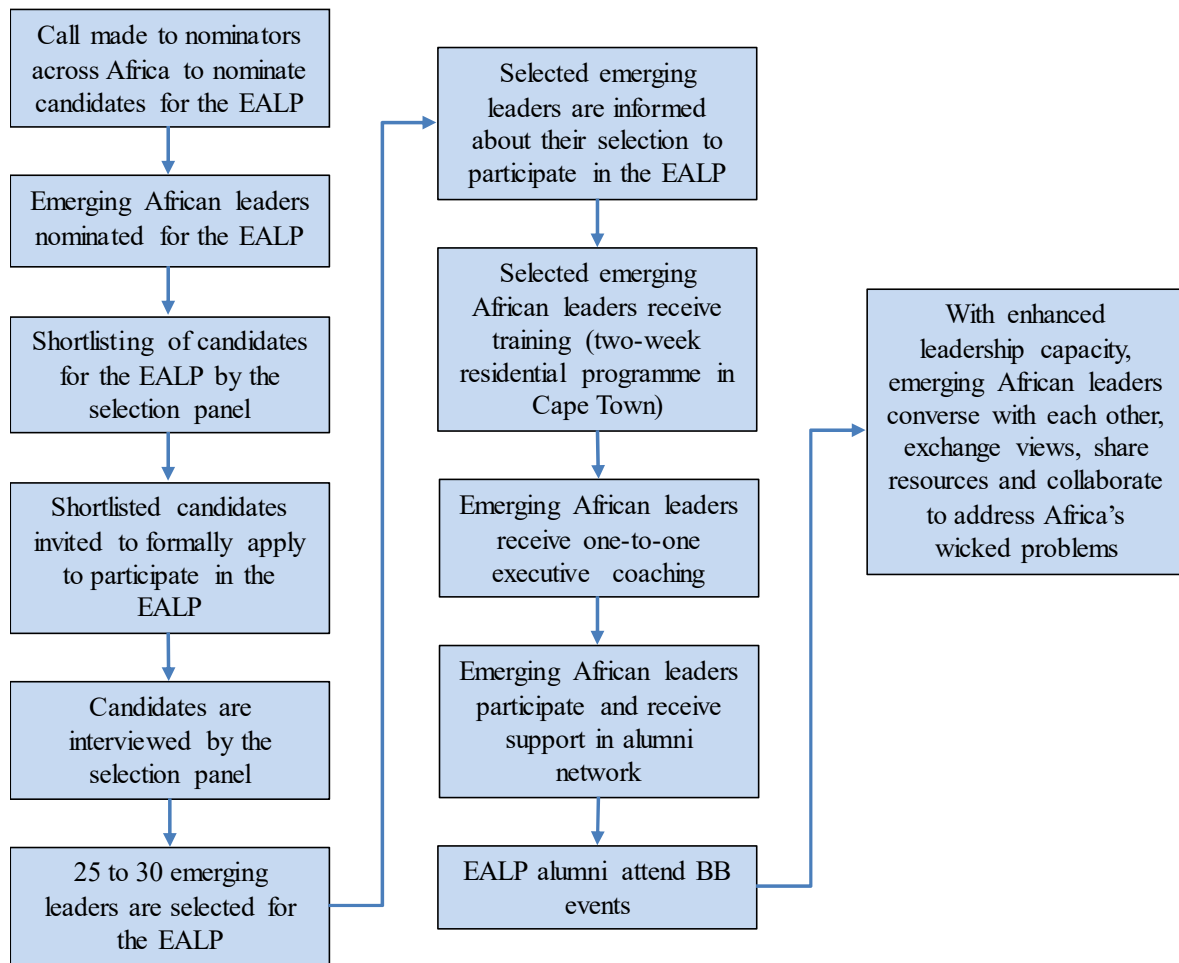 Call made to nominators
across Africa to nominate
candidates for the EALP
Emerging African leaders
nominated for the EALP
Shortlisting of candidates
for the EALP by the
selection panel
Shortlisted candidates
invited to formally apply
to participate in the
EALP
Candidates are
interviewed by the
selection panel
25 to 30 emerging
leaders are selected for
the EALP
Selected emerging
leaders are informed
about their selection to
participate in the EALP
Selected emerging
African leaders receive
training (two-week
residential programme in
Cape Town)
Emerging African leaders
receive one-to-one
executive coaching
Emerging African leaders
participate and receive
support in alumni
network
EALP alumni attend BB
events
With enhanced
leadership capacity,
emerging African leaders
converse with each other,
exchange views, share
resources and collaborate
to address Africa’s
wicked problems